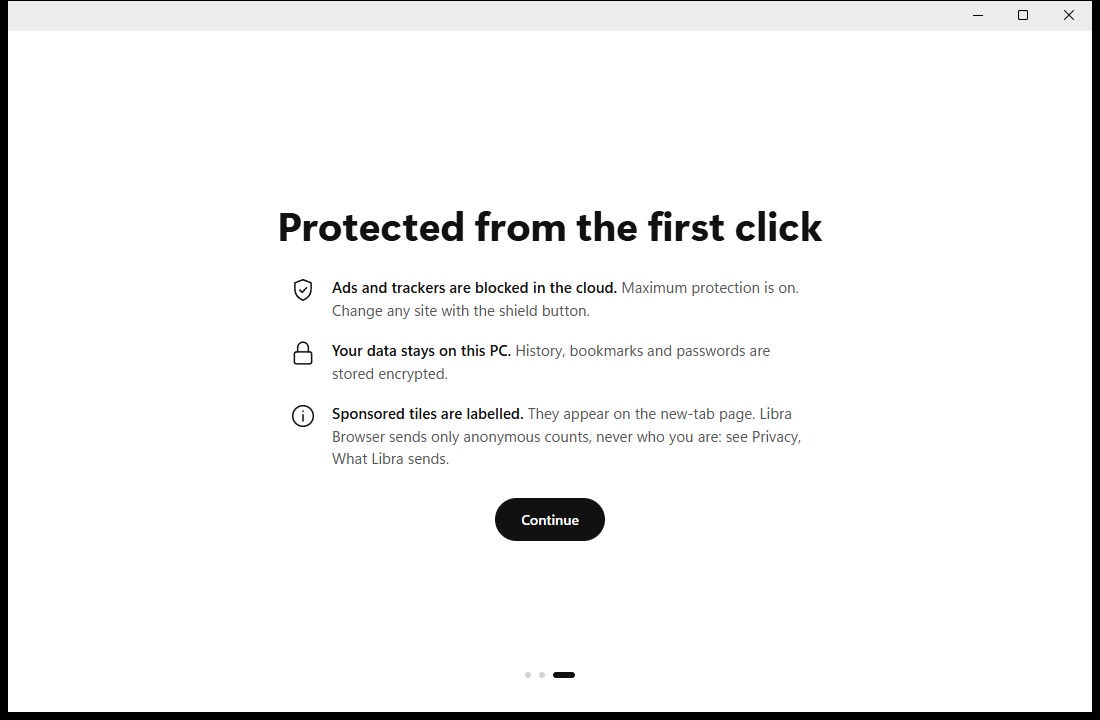 Protected from the first click
Ads and trackers are blocked in the cloud. Maximum protection is on.
Change any site with the shield button.
Your data stays on this PC. History, bookmarks and passwords are
stored encrypted.
Sponsored tiles are labelled. They appear on the new-tab page. Libra
Browser sends only anonymous counts, never who you are: see Privacy,
What Libra sends.
Continue